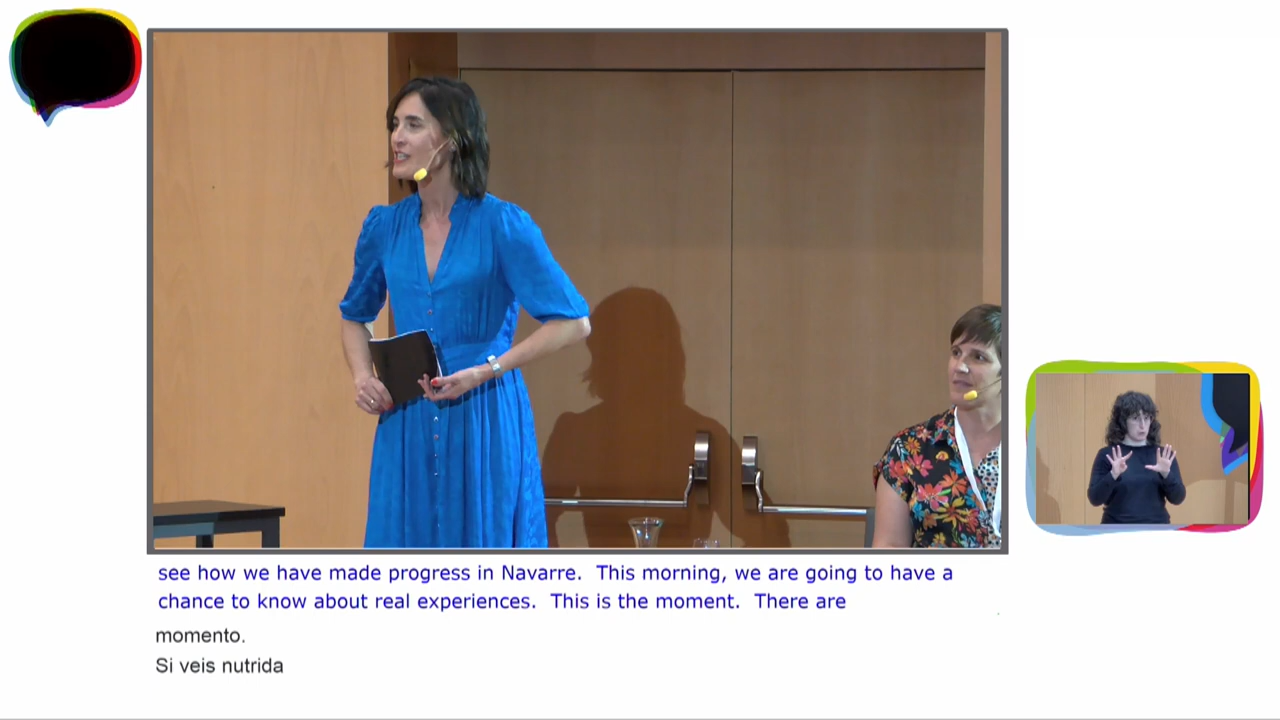 see how we have made progress in Navarre.  This morning, we are going to have a
chance to know about real experiences.  This is the moment.  There are
momento.
Si veis nutrida